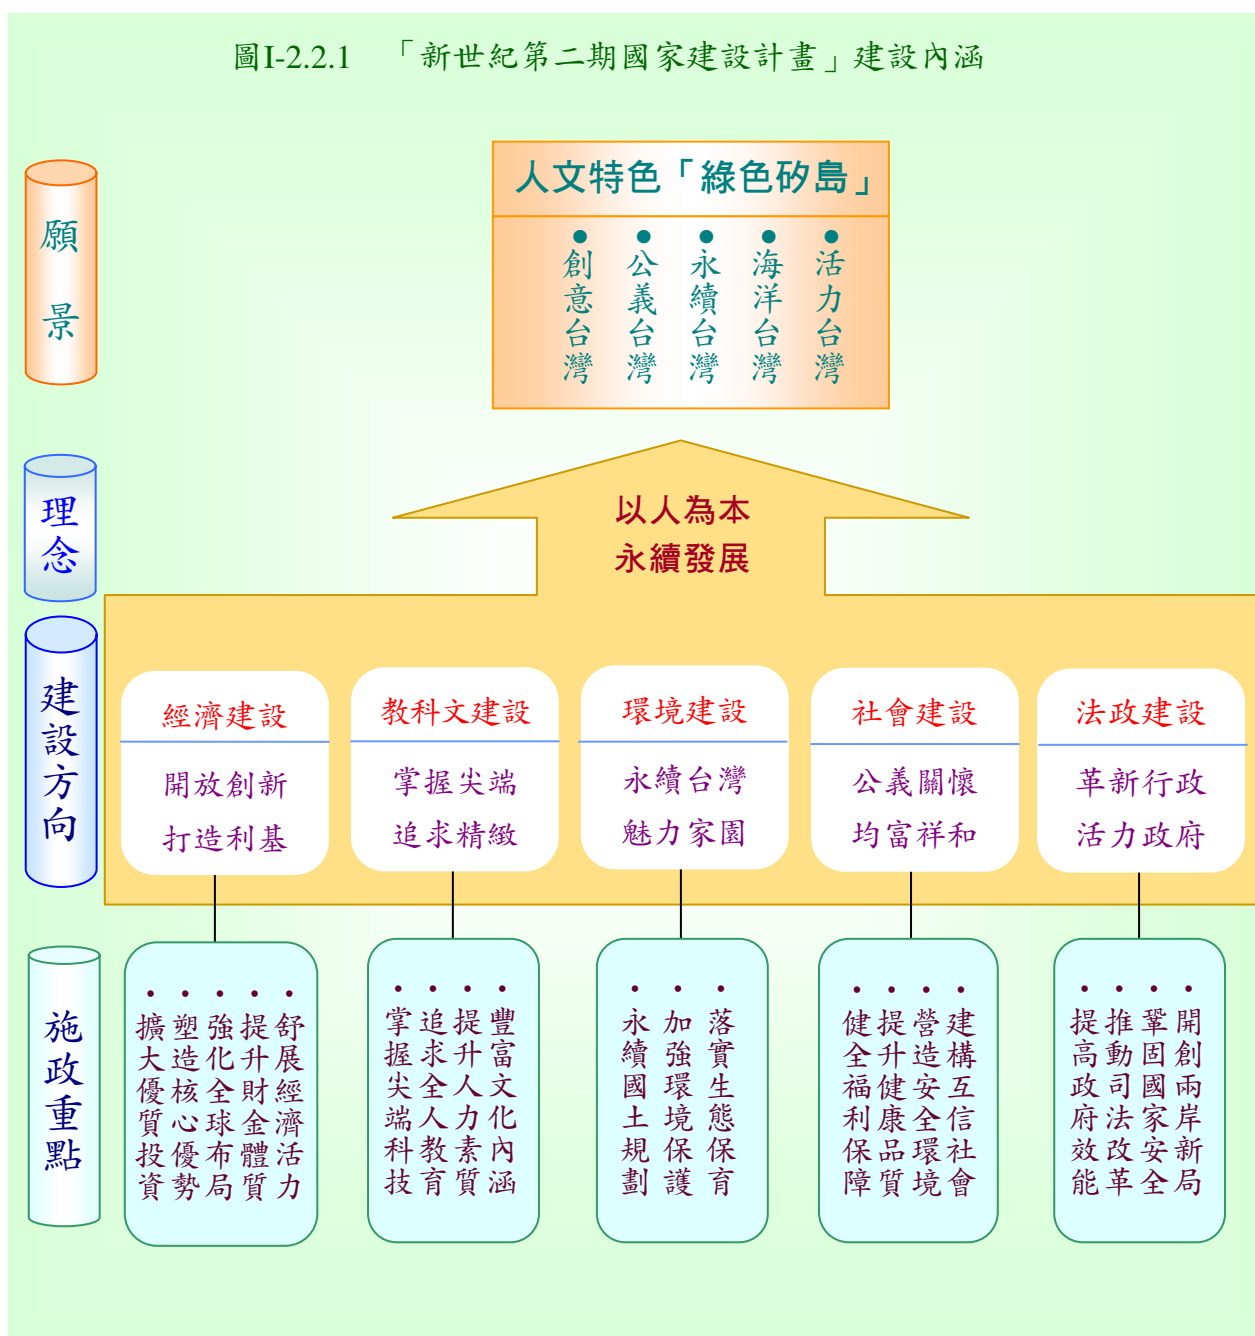 圖I-2.2.1 「新世紀第二期國家建設計畫」建設內涵
願景
人文特色「綠色矽島」
●創意台灣
●公義台灣
●永續台灣
●海洋台灣
●活力台灣
理念
以人為本
永續發展
建設方向
經濟建設
開放創新
打造利基
教科文建設
掌握尖端
追求精緻
環境建設
永續台灣
魅力家園
社會建設
公義關懷
均富祥和
法政建設
革新行政
活力政府
施政重點
・擴大優質投資
・塑造核心優勢
・強化全球布局
・提升財金體質
・舒展經濟活力
・掌握尖端科技
・追求全人教育
・提升人力素質
・豐富文化內涵
・永續國土規劃
・加強環境保護
・落實生態保育
・健全福利保障
・提升健康品質
・營造安全環境
・建構互信社會
・提高政府效能
・推動司法改革
・鞏固國家安全
・開創兩岸新局